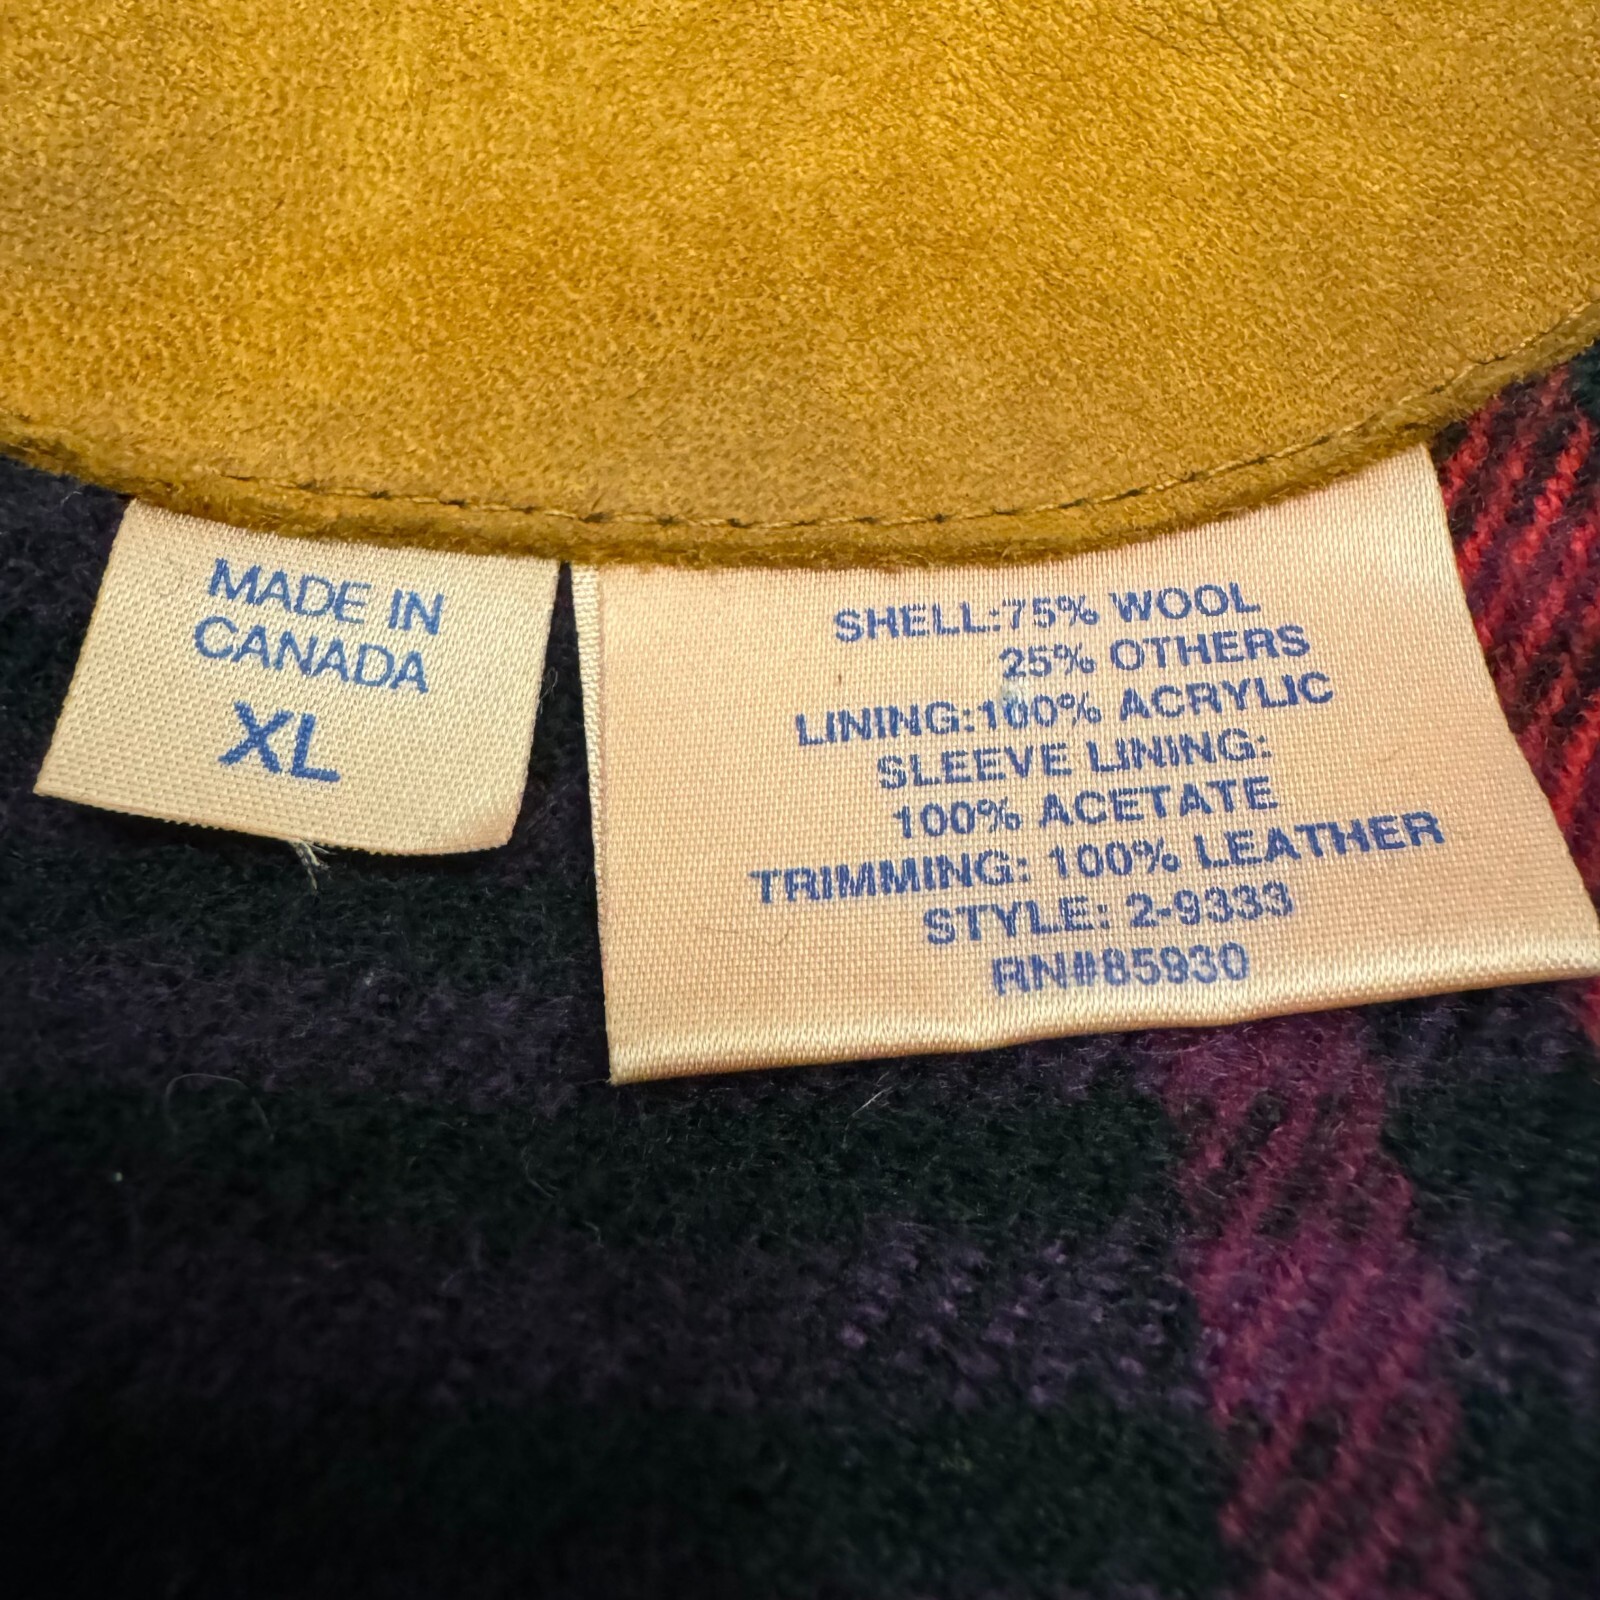 MADE IN
CANADA
XL
SHELL:75% WOOL
25% OTHERS
LINING:100% ACRYLIC
SLEEVE LINING:
100% ACETATE
TRIMMING: 100% LEATHER
STYLE: 2-9333
RN#85930